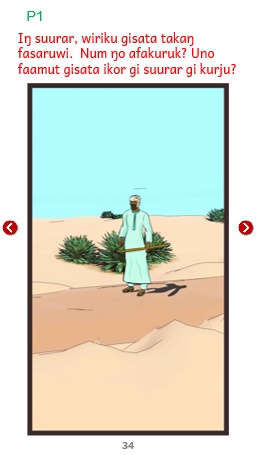 P1
Iŋ suurar, wiriku gisata takaŋ
fasaruwi. Num ŋo afakuruk? Uno
faamut gisata ikor gi suurar gi kurju?
34